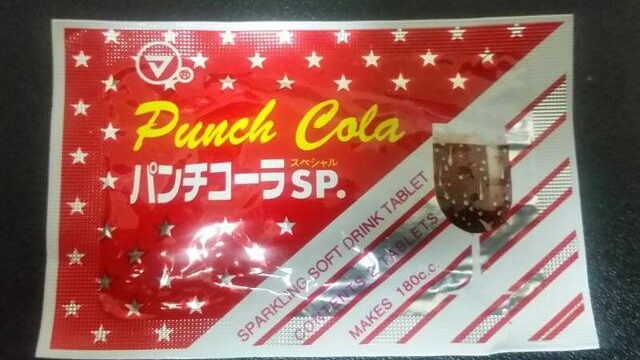 ®
Punch Cola
スペシャル
パンチコーラSP.
SPARKLING SOFT DRINK TABLET
CONTENTS 2 TABLETS
MAKES 180c.c.